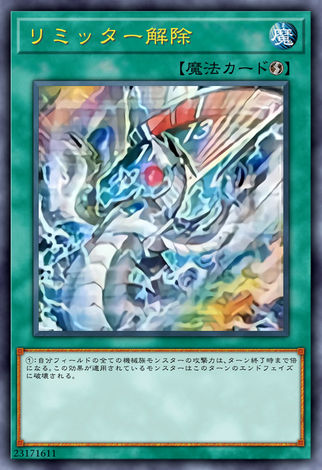 リミッター解除
魔
【魔法カード】
13
①：自分フィールドの全ての機械族モンスターの攻撃力は、ターン終了時まで倍
になる。この効果が適用されているモンスターはこのターンのエンドフェイズ
に破壊される。
23171611